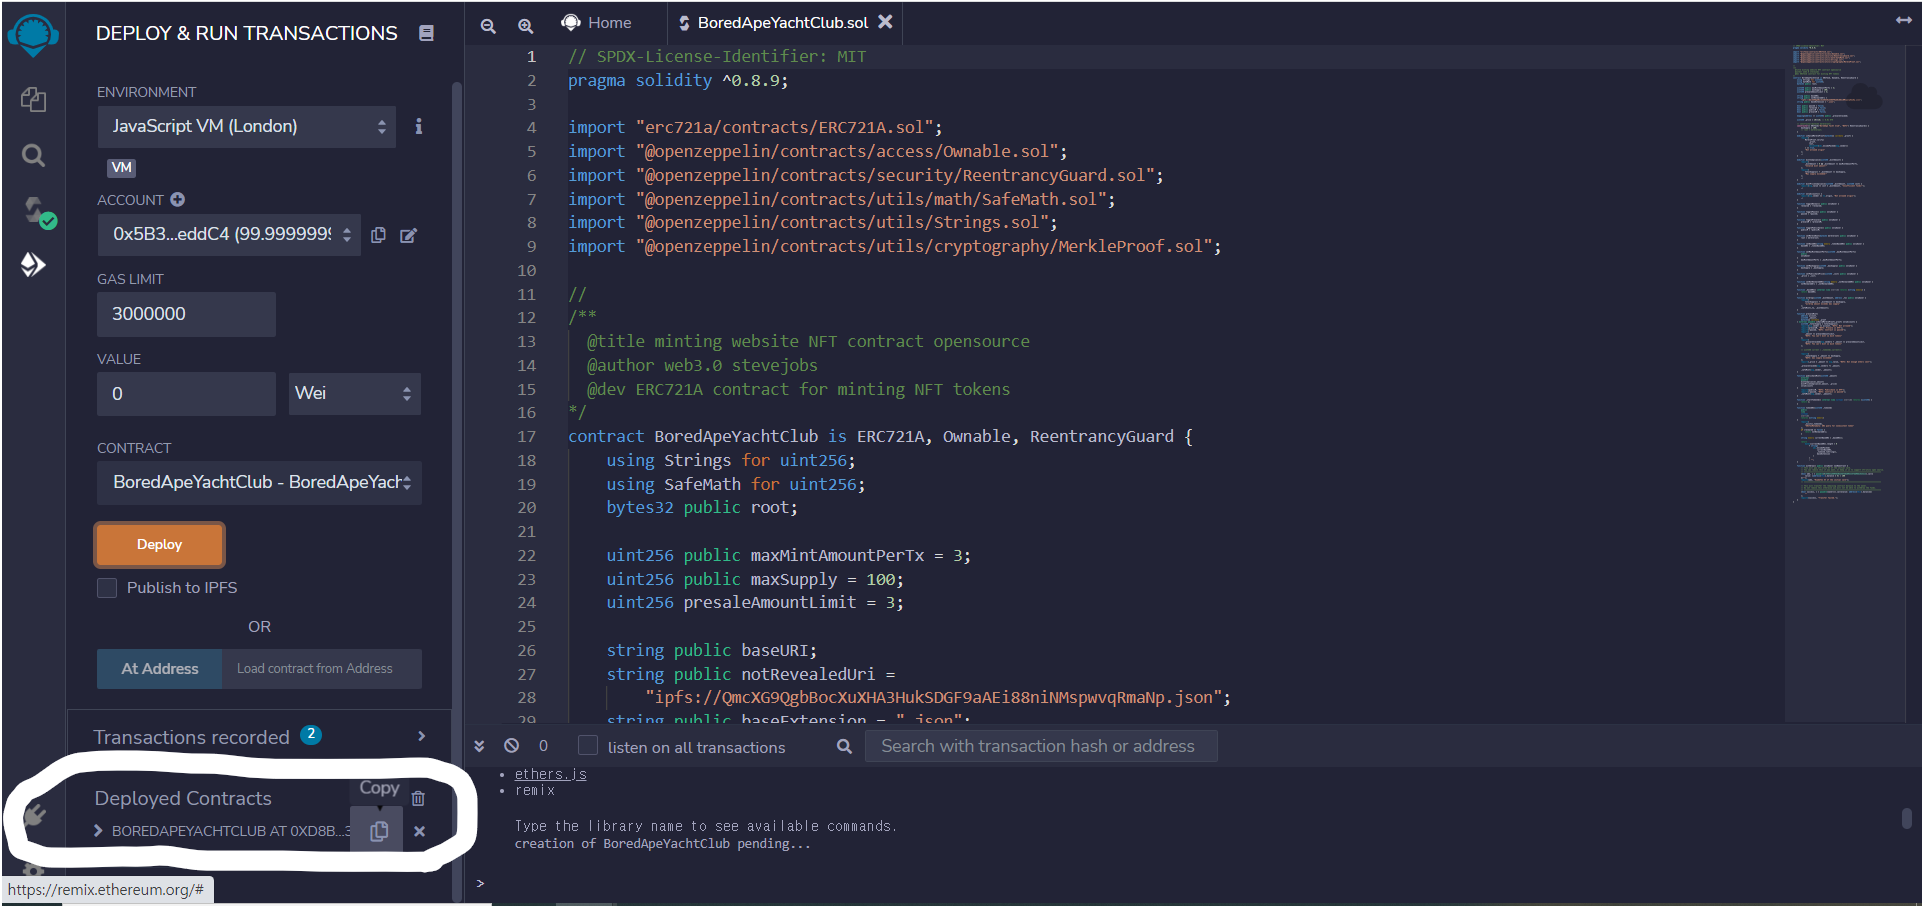 DEPLOY & RUN TRANSACTIONS
ENVIRONMENT
JavaScript VM (London)
VM
ACCOUNT
0x5B3...eddC4 (99.9999999
GAS LIMIT
3000000
VALUE
0
Wei
CONTRACT
BoredApeYachtClub - BoredApeYach
Deploy
Publish to IPFS
OR
At Address
Load contract from Address
Transactions recorded 2
Deployed Contracts
Copy
BOREDAPEYACHTCLUB AT 0XD8B...3
https://remix.ethereum.org/#
Home
BoredApeYachtClub.sol
1 // SPDX-License-Identifier: MIT
2 pragma solidity ^0.8.9;
3
4 import "erc721a/contracts/ERC721A.sol";
5 import "@openzeppelin/contracts/access/Ownable.sol";
6 import "@openzeppelin/contracts/security/ReentrancyGuard.sol";
7 import "@openzeppelin/contracts/utils/math/SafeMath.sol";
8 import "@openzeppelin/contracts/utils/Strings.sol";
9 import "@openzeppelin/contracts/utils/cryptography/MerkleProof.sol";
10
11 //
12 /**
13 @title minting website NFT contract opensource
14 @author web3.0 stevejobs
15 @dev ERC721A contract for minting NFT tokens
16 */
17 contract BoredApeYachtClub is ERC721A, Ownable, ReentrancyGuard {
18 using Strings for uint256;
19 using SafeMath for uint256;
20 bytes32 public root;
21
22 uint256 public maxMintAmountPerTx = 3;
23 uint256 public maxSupply = 100;
24 uint256 presaleAmountLimit = 3;
25
26 string public baseURI;
27 string public notRevealedUri =
28 "ipfs://QmcXG9QgbBocXuXHA3HukSDGF9aAEi88niNMspwvqRmaNp.json";
29 string public baseExtension = ".json";
0
listen on all transactions
Search with transaction hash or address
• ethers.js
• remix
Type the library name to see available commands.
creation of BoredApeYachtClub pending...
>